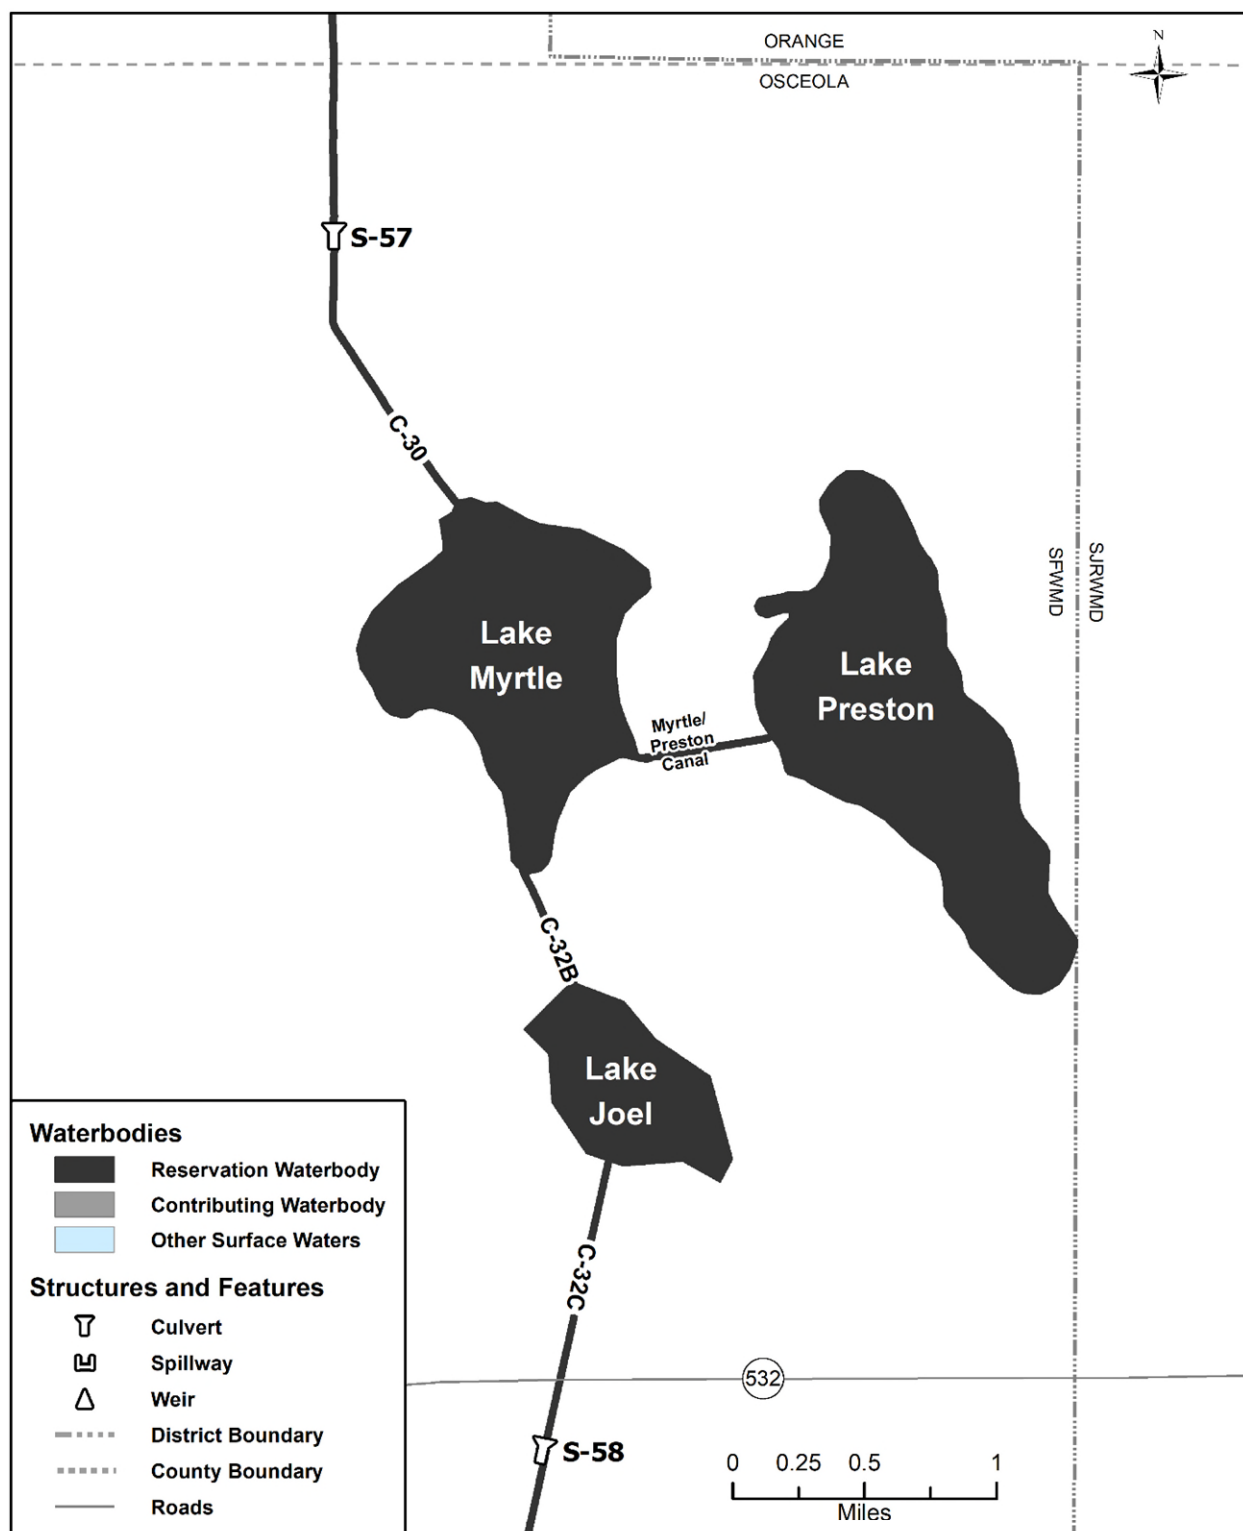 ORANGE
OSCEOLA
N
S-57
C-30
SFWMD
SJRWMD
Lake
Myrtle
Lake
Preston
Myrtle/
Preston
Canal
C-32B
Lake
Joel
C-32C
532
S-58
Waterbodies
Reservation Waterbody
Contributing Waterbody
Other Surface Waters
Structures and Features
Culvert
Spillway
Weir
District Boundary
County Boundary
Roads
0 0.25 0.5 1
Miles